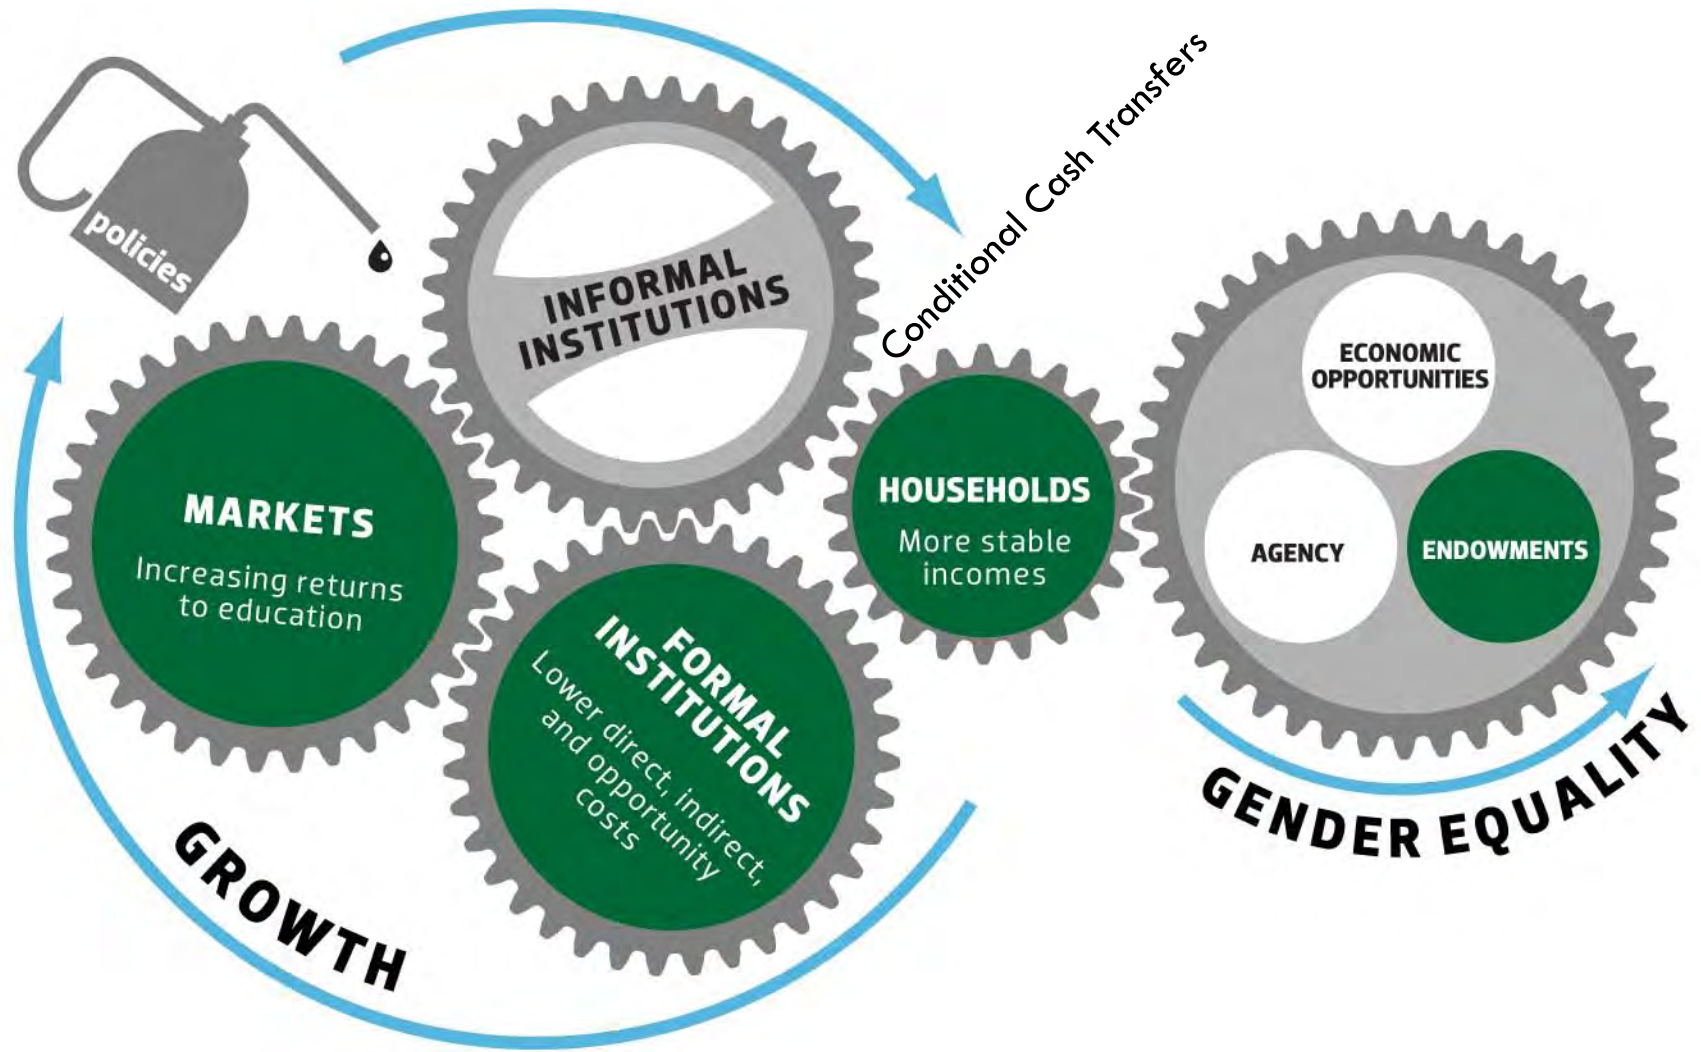 policies
Conditional Cash Transfers
INFORMAL
INSTITUTIONS
ECONOMIC
OPPORTUNITIES
AGENCY
ENDOWMENTS
MARKETS
Increasing returns
to education
HOUSEHOLDS
More stable
incomes
FORMAL
INSTITUTIONS
Lower direct, indirect,
and opportunity
costs
GROWTH
GENDER EQUALITY